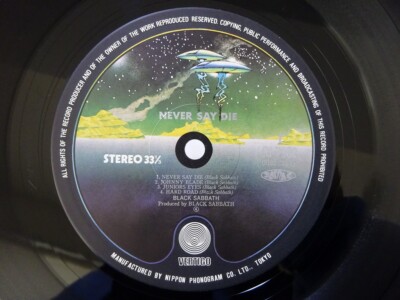 ALL RIGHTS OF THE RECORD PRODUCER AND OF THE OWNER OF THE WORK REPRODUCED RESERVED. COPYING, PUBLIC PERFORMANCE AND BROADCASTING OF THIS RECORD PROHIBITED
NEVER SAY DIE
STEREO 33⅓
1. NEVER SAY DIE (Black Sabbath)
2. JOHNNY BLADE (Black Sabbath)
3. JUNIORS EYES (Black Sabbath)
4. HARD ROAD (Black Sabbath)
BLACK SABBATH
Produced by BLACK SABBATH
VERTIGO
MANUFACTURED BY NIPPON PHONOGRAM CO. LTD., TOKYO